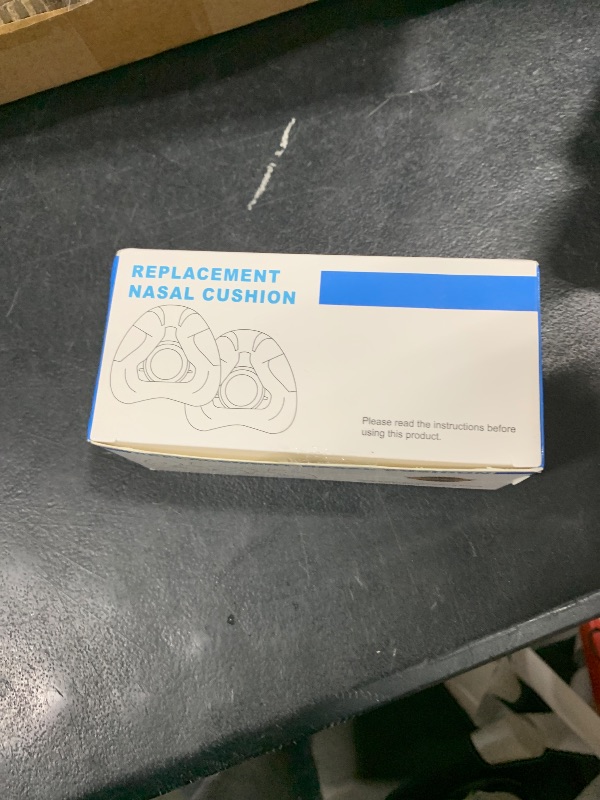 REPLACEMENT
NASAL CUSHION
Please read the instructions before
using this product.